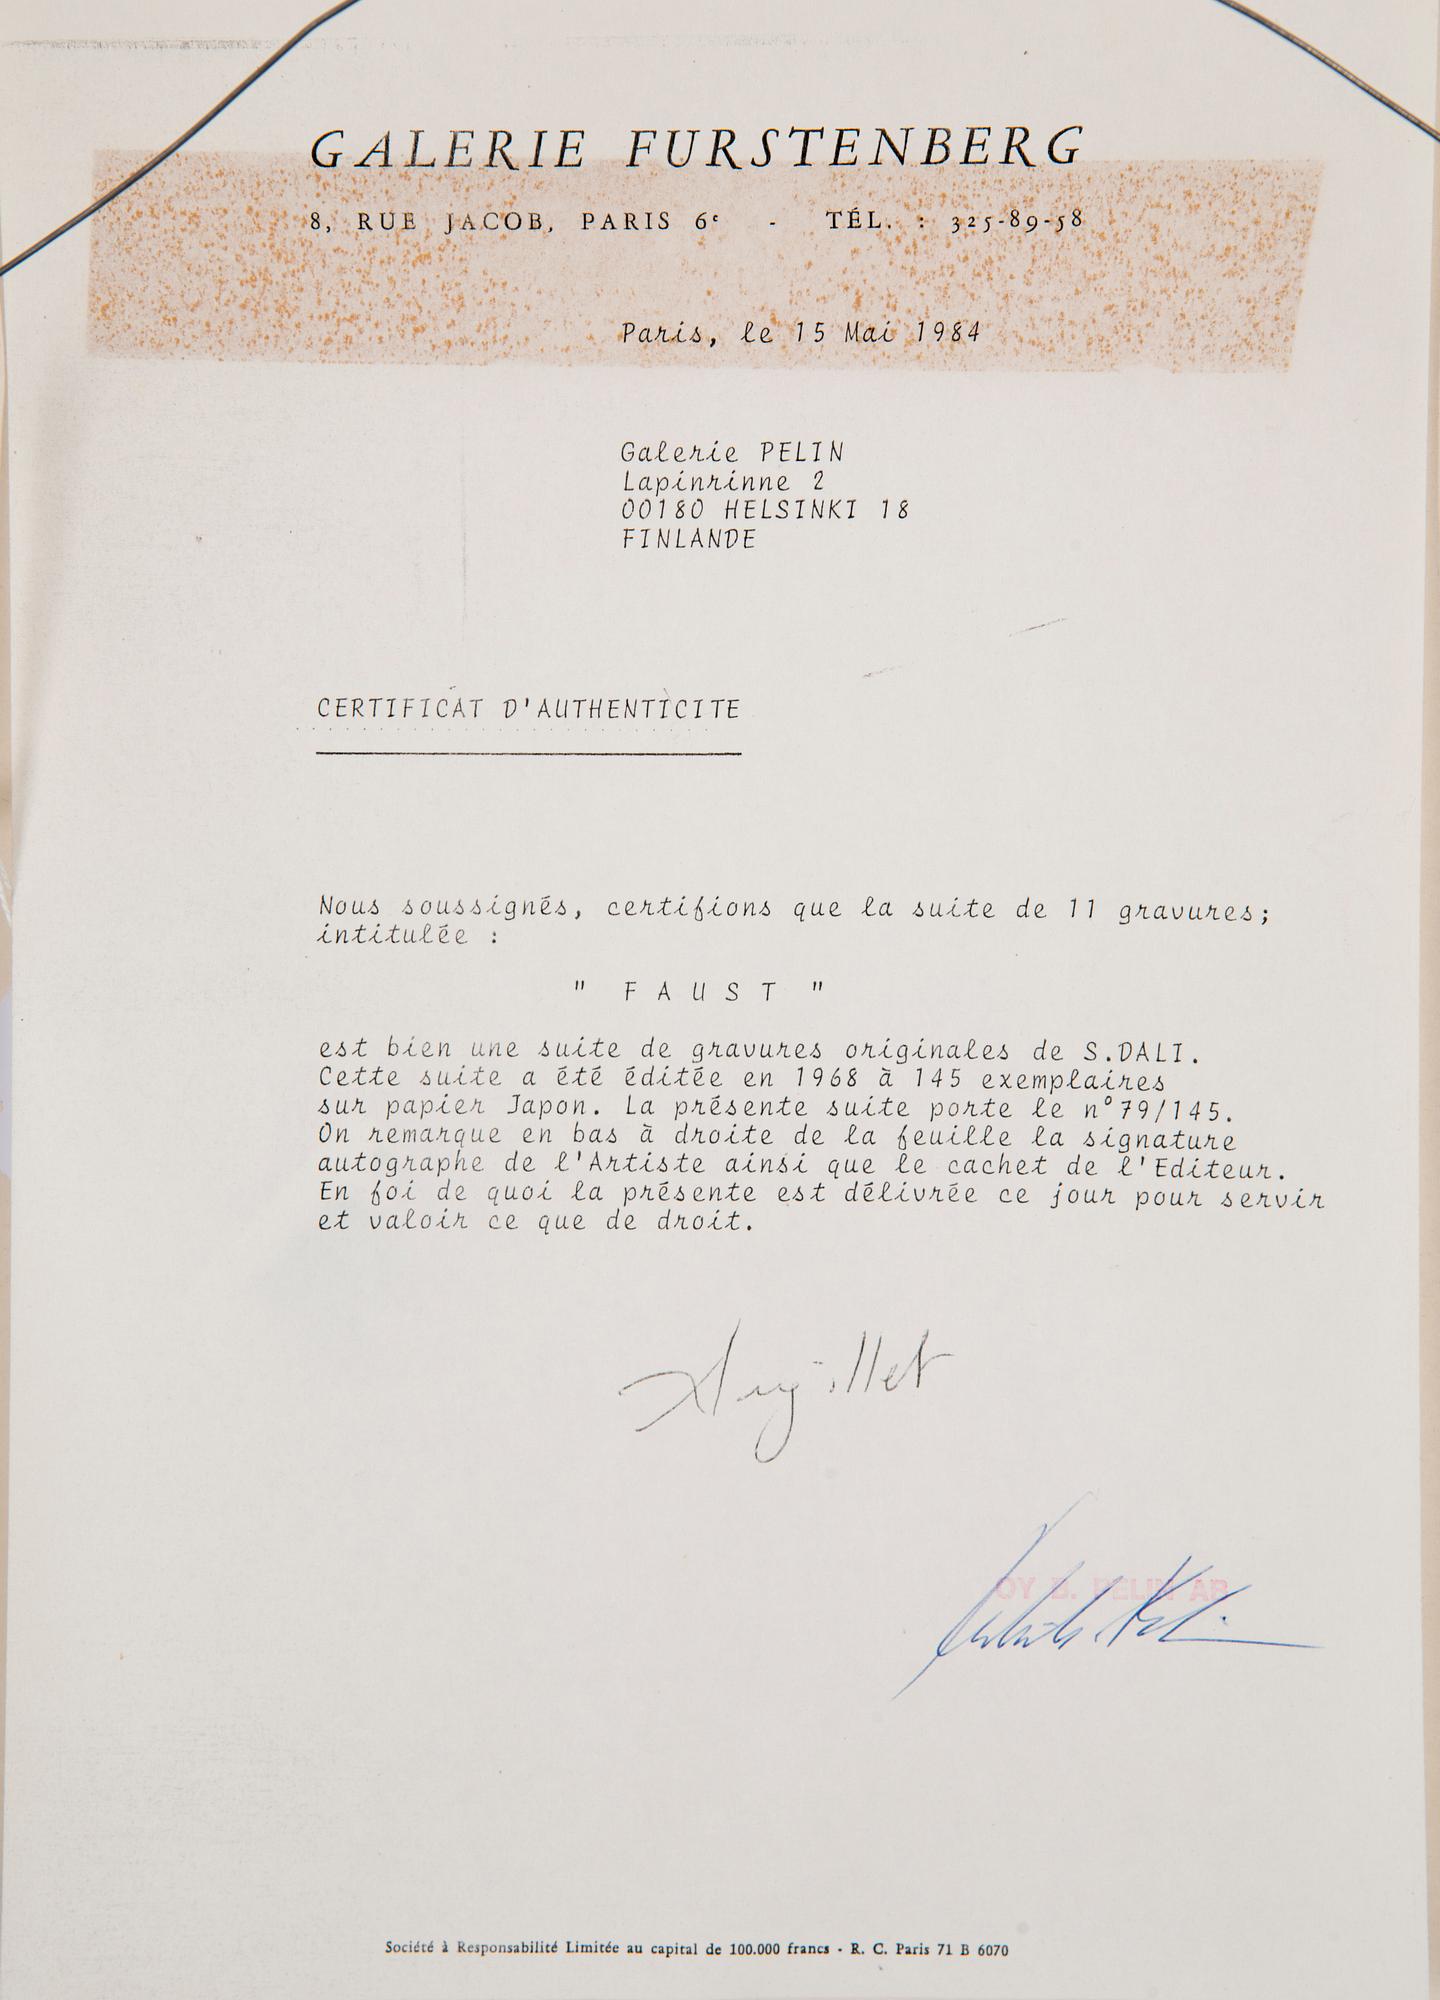 GALERIE FURSTENBERG
8, RUE JACOB, PARIS 6e - TÉL. : 325-89-58
Paris, le 15 Mai 1984
Galerie PELIN
Lapinrinne 2
00180 HELSINKI 18
FINLANDE
CERTIFICAT D'AUTHENTICITE
Nous soussignés, certifions que la suite de 11 gravures;
intitulée :
" F A U S T "
est bien une suite de gravures originales de S.DALI.
Cette suite a été éditée en 1968 à 145 exemplaires
sur papier Japon. La présente suite porte le n°79/145.
On remarque en bas à droite de la feuille la signature
autographe de l'Artiste ainsi que le cachet de l'Editeur.
En foi de quoi la présente est délivrée ce jour pour servir
et valoir ce que de droit.
OY B. PELIN AB
Société à Responsabilité Limitée au capital de 100.000 francs - R. C. Paris 71 B 6070